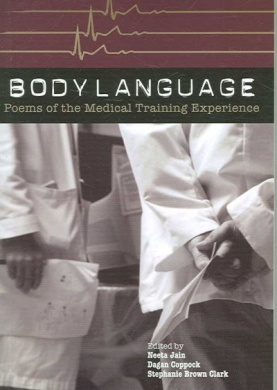 BODY LANGUAGE
Poems of the Medical Training Experience
Edited by
Neeta Jain
Dagan Coppock
Stephanie Brown Clark